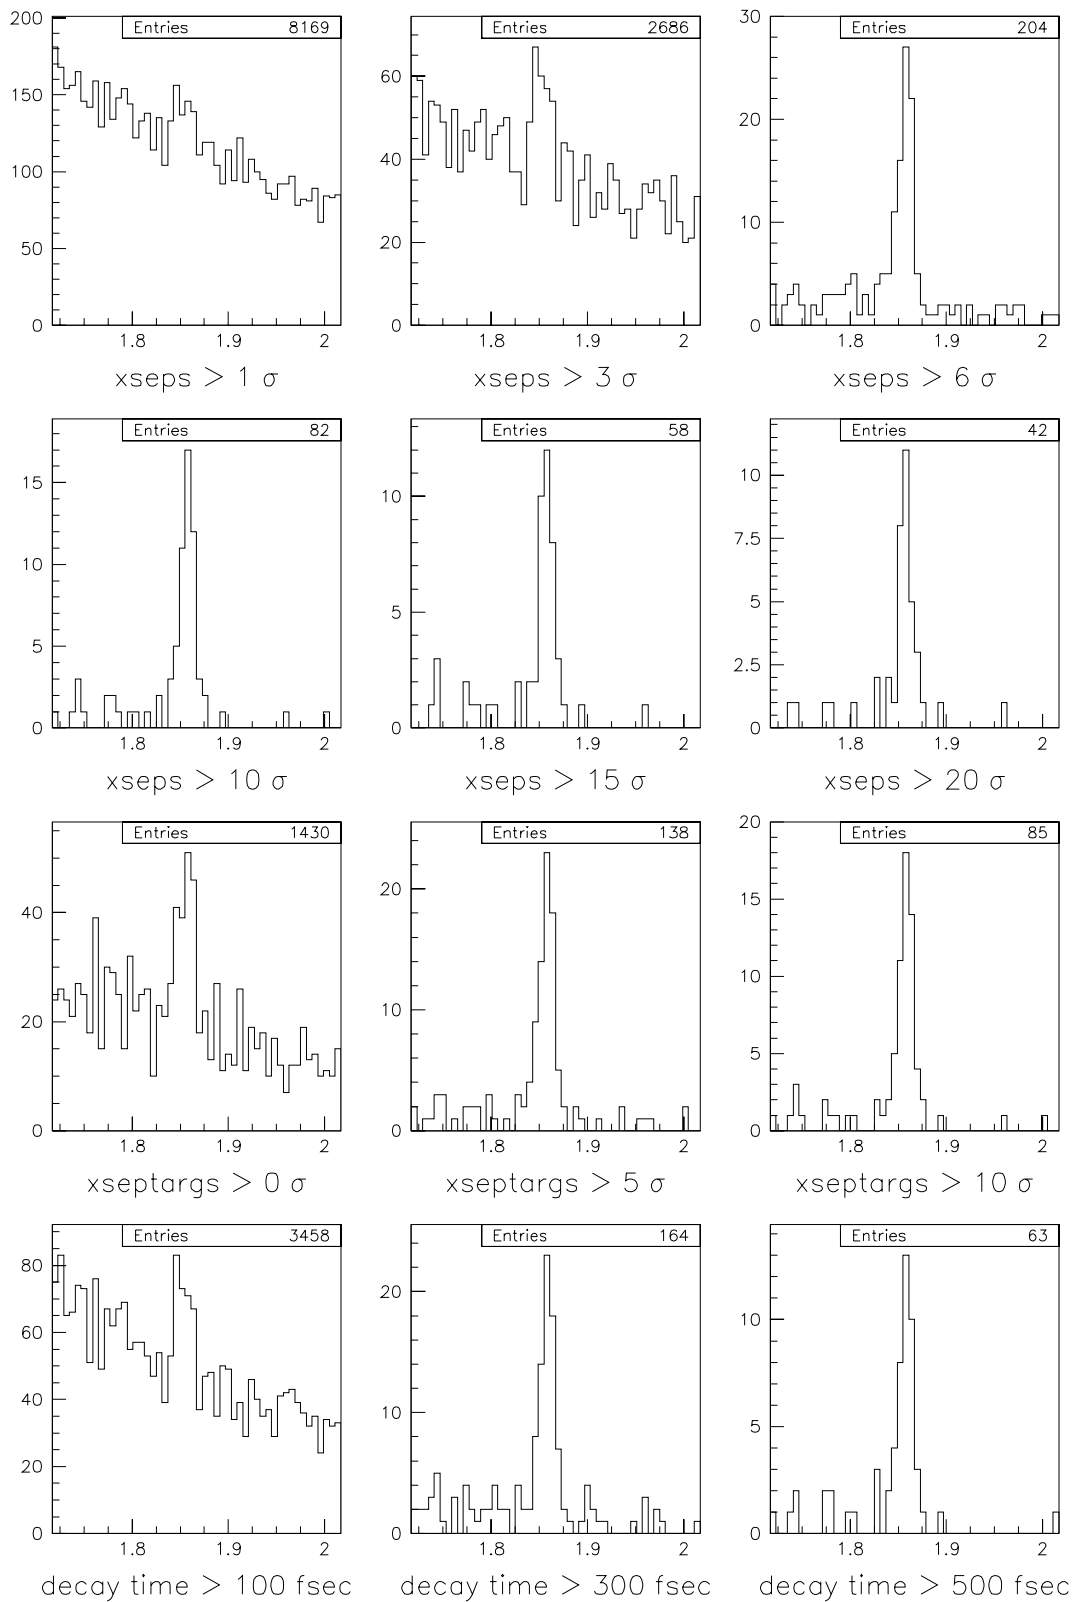 Entries 8169
200
150
100
50
0
1.8 1.9 2
xseps > 1 σ
Entries 2686
60
40
20
0
1.8 1.9 2
xseps > 3 σ
Entries 204
30
20
10
0
1.8 1.9 2
xseps > 6 σ
Entries 82
15
10
5
0
1.8 1.9 2
xseps > 10 σ
Entries 58
10
5
0
1.8 1.9 2
xseps > 15 σ
Entries 42
10
7.5
5
2.5
0
1.8 1.9 2
xseps > 20 σ
Entries 1430
40
20
0
1.8 1.9 2
xseptargs > 0 σ
Entries 138
20
10
0
1.8 1.9 2
xseptargs > 5 σ
Entries 85
20
15
10
5
0
1.8 1.9 2
xseptargs > 10 σ
Entries 3458
80
60
40
20
0
1.8 1.9 2
decay time > 100 fsec
Entries 164
20
10
0
1.8 1.9 2
decay time > 300 fsec
Entries 63
10
5
0
1.8 1.9 2
decay time > 500 fsec